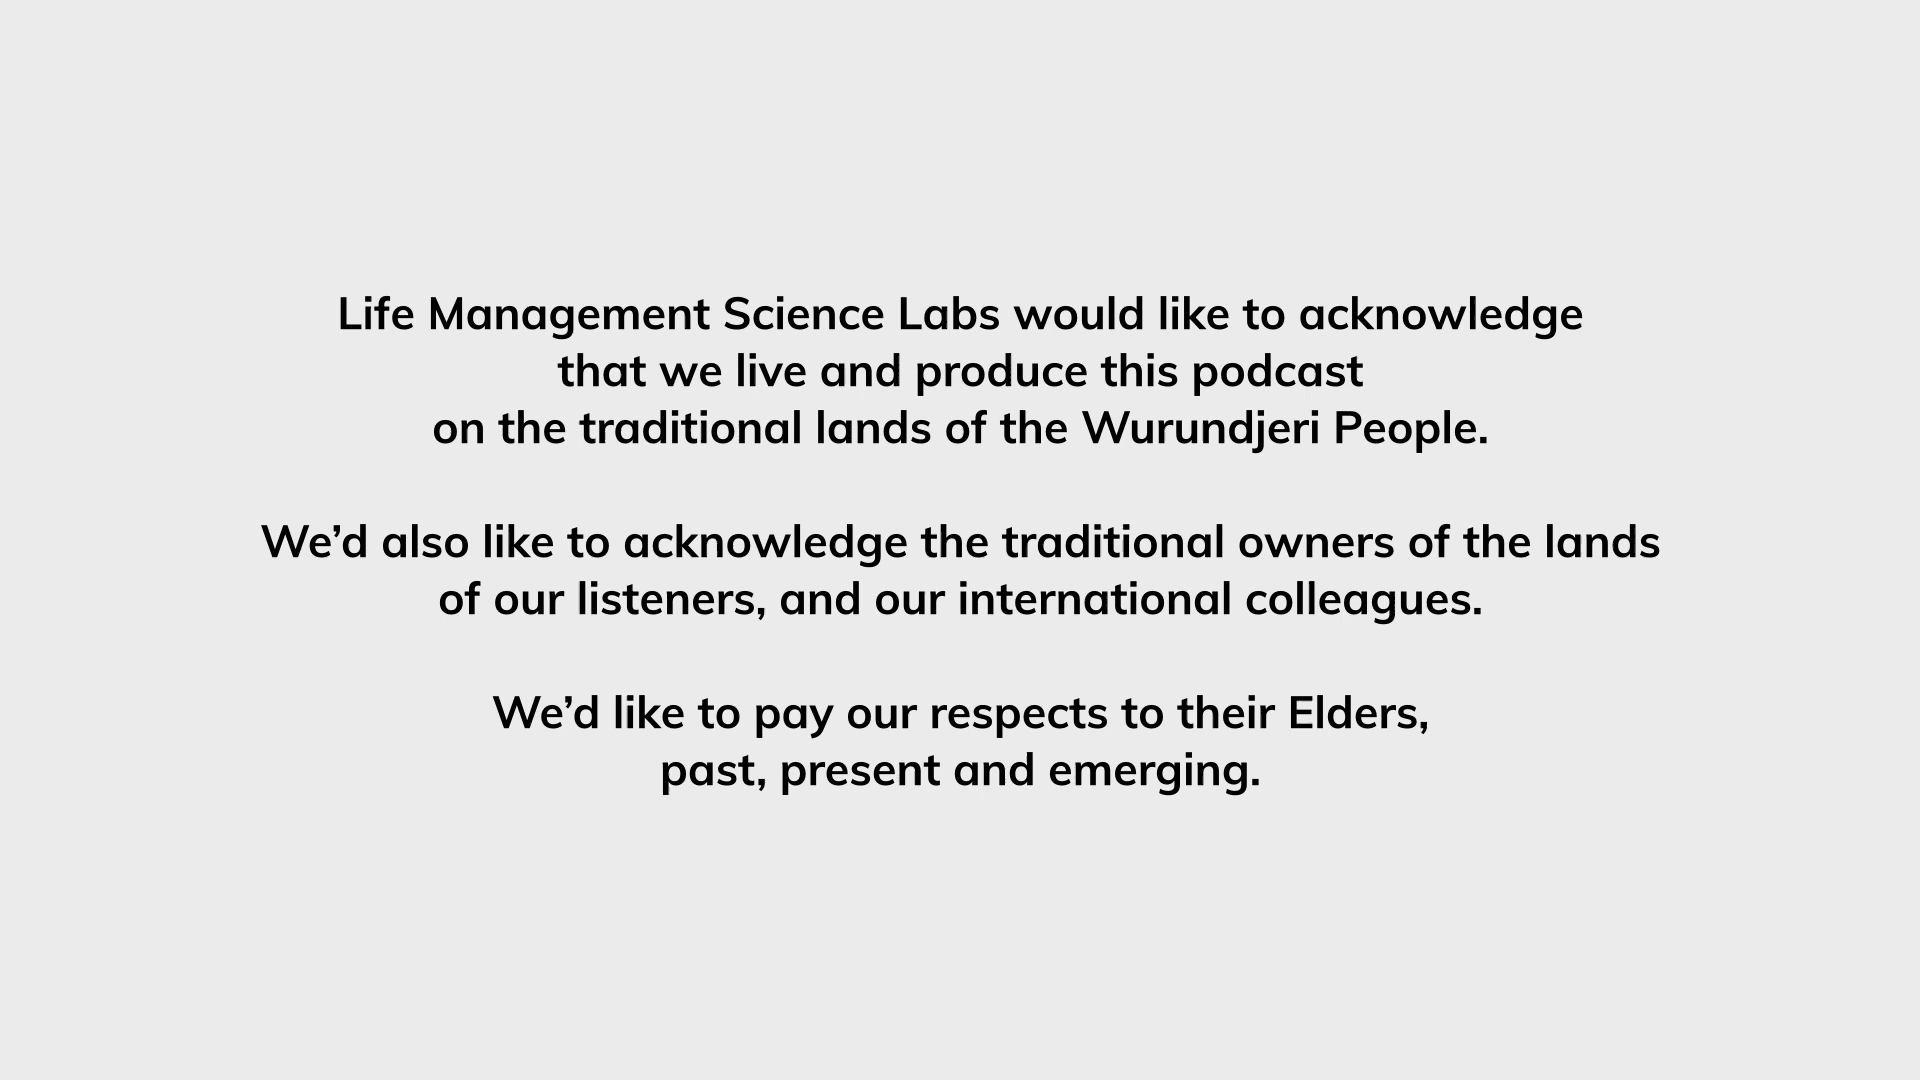 Life Management Science Labs would like to acknowledge
that we live and produce this podcast
on the traditional lands of the Wurundjeri People.
We’d also like to acknowledge the traditional owners of the lands
of our listeners, and our international colleagues.
We’d like to pay our respects to their Elders,
past, present and emerging.